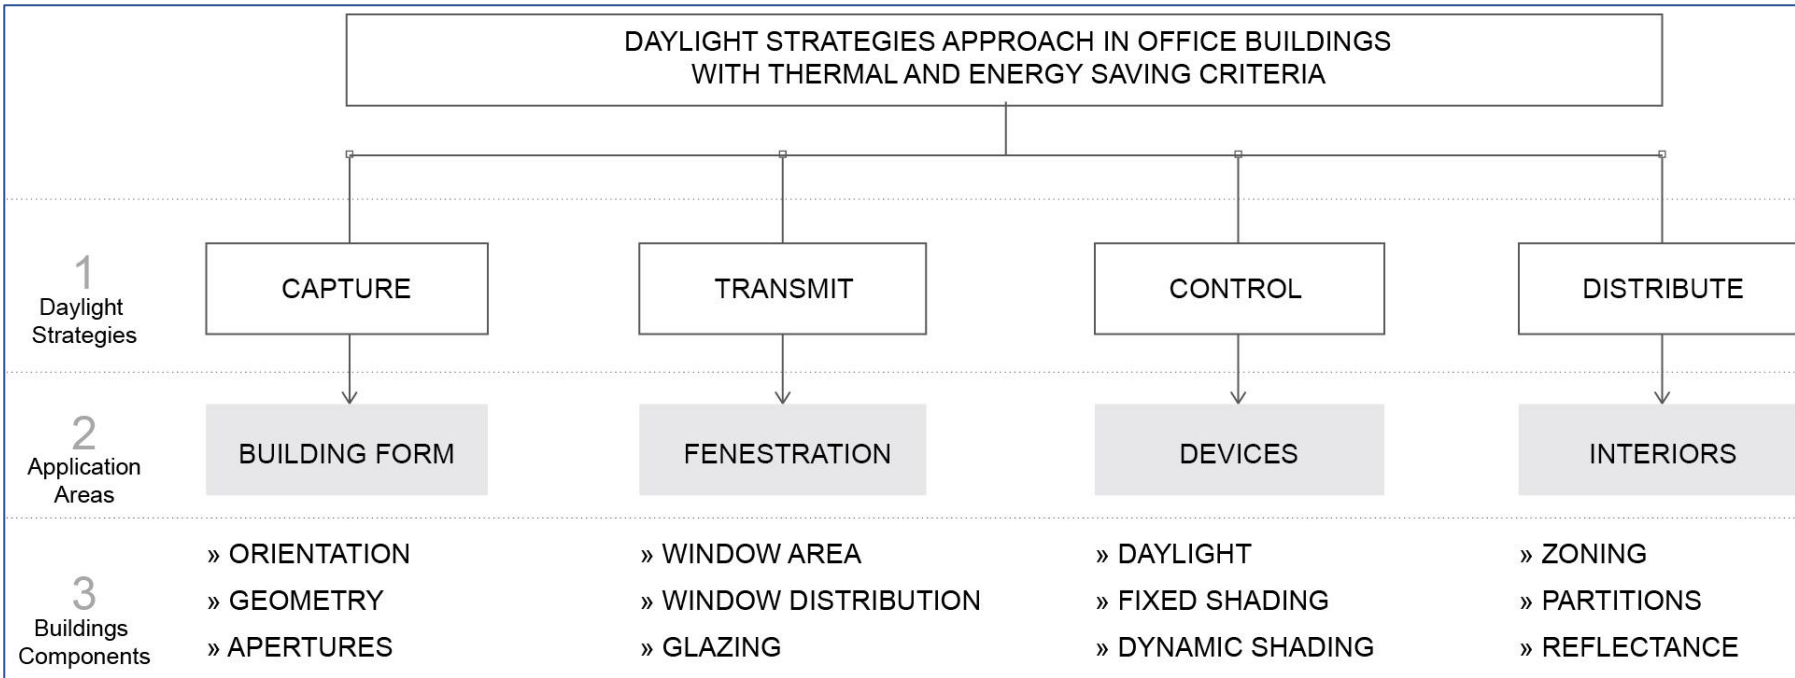 DAYLIGHT STRATEGIES APPROACH IN OFFICE BUILDINGS
WITH THERMAL AND ENERGY SAVING CRITERIA
1
Daylight
Strategies
CAPTURE
TRANSMIT
CONTROL
DISTRIBUTE
2
Application
Areas
BUILDING FORM
FENESTRATION
DEVICES
INTERIORS
3
Buildings
Components
» ORIENTATION
» GEOMETRY
» APERTURES
» WINDOW AREA
» WINDOW DISTRIBUTION
» GLAZING
» DAYLIGHT
» FIXED SHADING
» DYNAMIC SHADING
» ZONING
» PARTITIONS
» REFLECTANCE